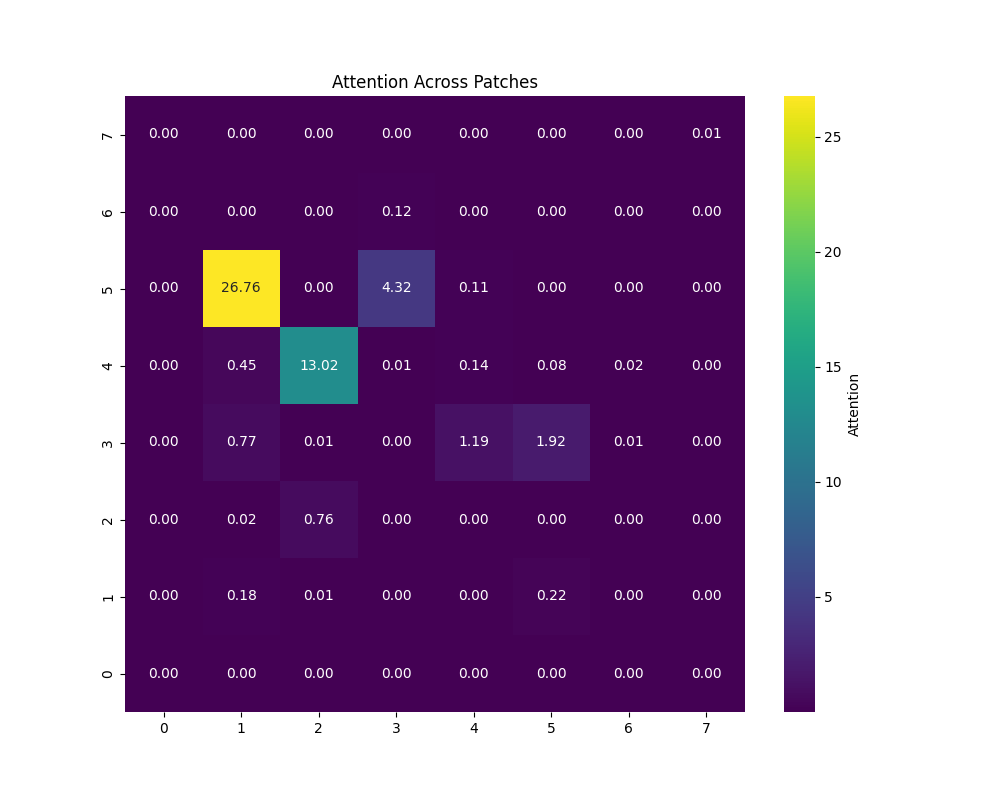 Attention Across Patches
7 0.00 0.00 0.00 0.00 0.00 0.00 0.00 0.01
6 0.00 0.00 0.00 0.12 0.00 0.00 0.00 0.00
5 0.00 26.76 0.00 4.32 0.11 0.00 0.00 0.00
4 0.00 0.45 13.02 0.01 0.14 0.08 0.02 0.00
3 0.00 0.77 0.01 0.00 1.19 1.92 0.01 0.00
2 0.00 0.02 0.76 0.00 0.00 0.00 0.00 0.00
1 0.00 0.18 0.01 0.00 0.00 0.22 0.00 0.00
0 0.00 0.00 0.00 0.00 0.00 0.00 0.00 0.00
0 1 2 3 4 5 6 7
25
20
15
10
5
Attention